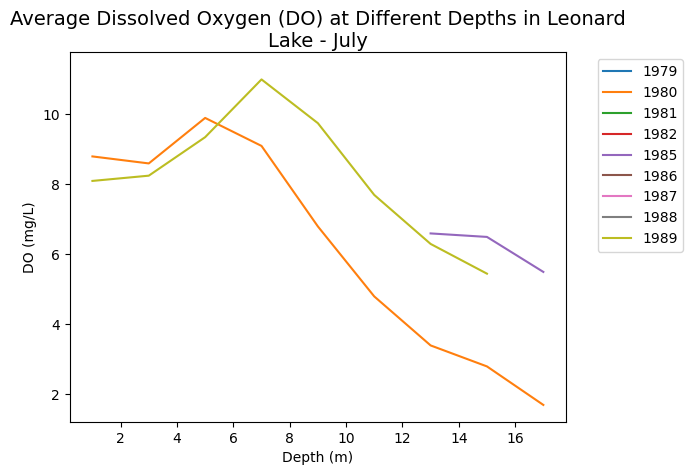 Average Dissolved Oxygen (DO) at Different Depths in Leonard
Lake - July
DO (mg/L)
10
8
6
4
2
2 4 6 8 10 12 14 16
Depth (m)
1979
1980
1981
1982
1985
1986
1987
1988
1989